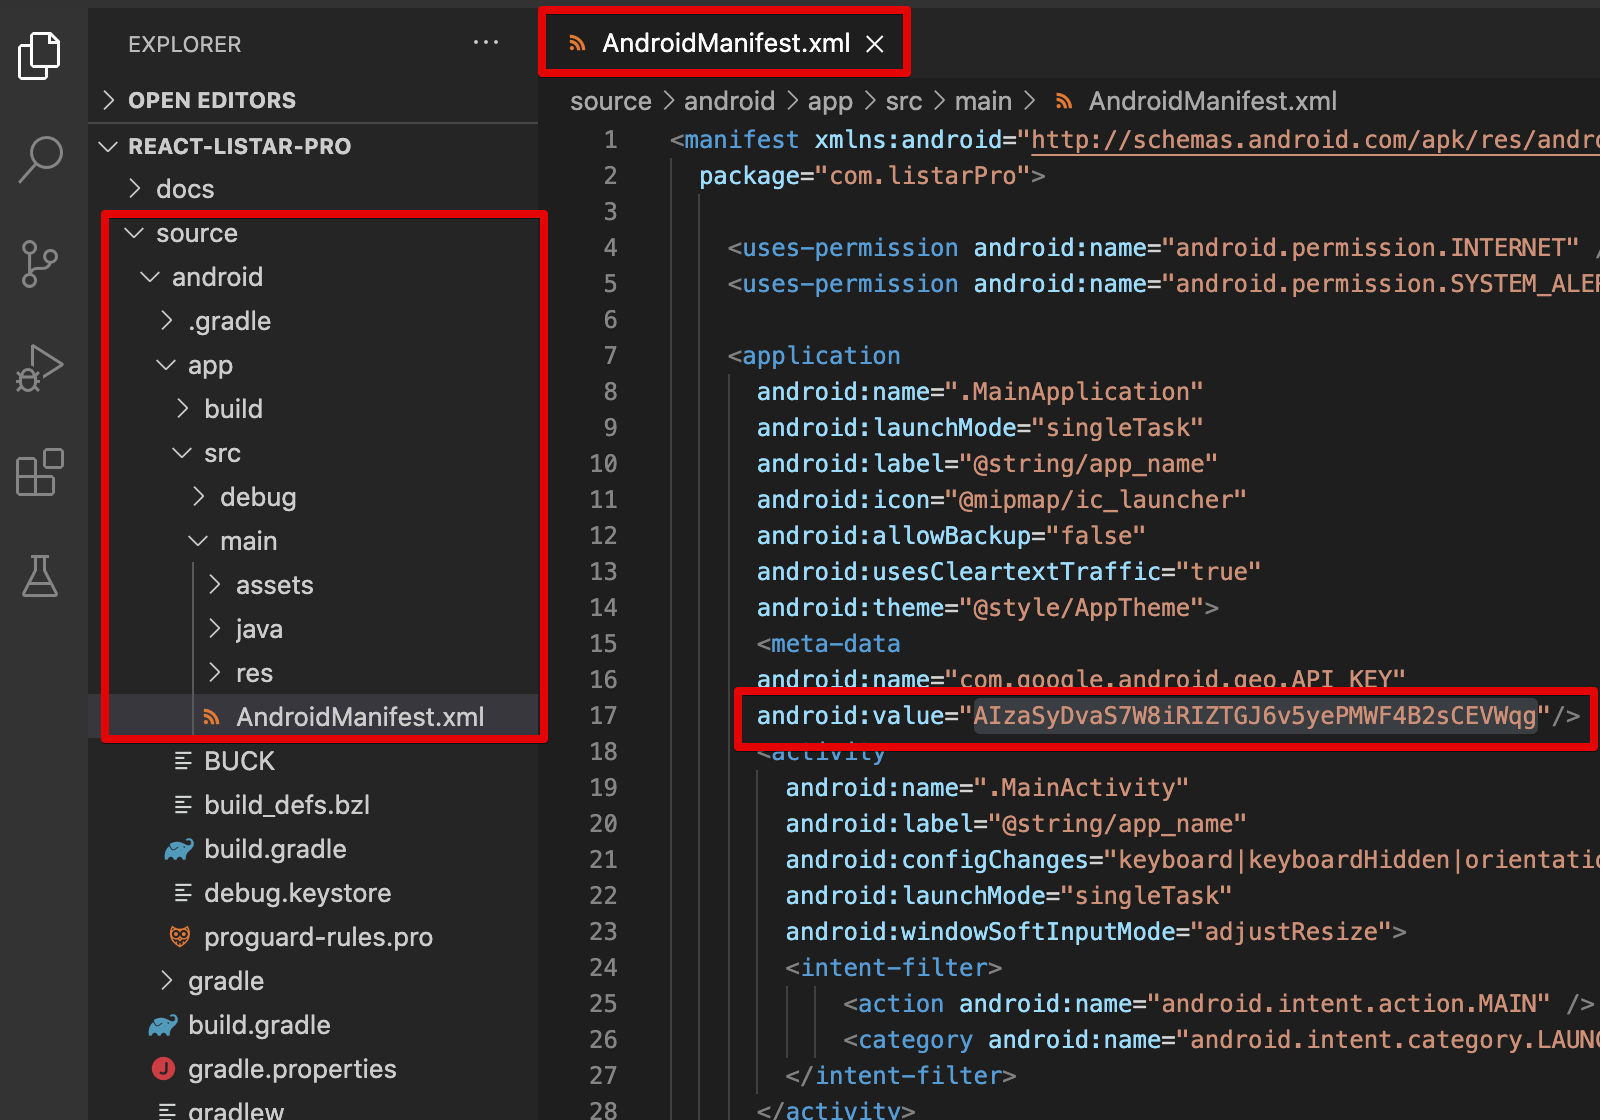 EXPLORER
···
OPEN EDITORS
REACT-LISTAR-PRO
docs
source
android
.gradle
app
build
src
debug
main
assets
java
res
AndroidManifest.xml
BUCK
build_defs.bzl
build.gradle
debug.keystore
proguard-rules.pro
gradle
build.gradle
gradle.properties
gradlew
AndroidManifest.xml
source > android > app > src > main > AndroidManifest.xml
1 <manifest xmlns:android="http://schemas.android.com/apk/res/andro
2 package="com.listarPro">
3
4 <uses-permission android:name="android.permission.INTERNET" /
5 <uses-permission android:name="android.permission.SYSTEM_ALER
6
7 <application
8 android:name=".MainApplication"
9 android:launchMode="singleTask"
10 android:label="@string/app_name"
11 android:icon="@mipmap/ic_launcher"
12 android:allowBackup="false"
13 android:usesCleartextTraffic="true"
14 android:theme="@style/AppTheme">
15 <meta-data
16 android:name="com.google.android.geo.API_KEY"
17 android:value="AIzaSyDvaS7W8iRIZTGJ6v5yePMWF4B2sCEVWqg"/>
18 <activity
19 android:name=".MainActivity"
20 android:label="@string/app_name"
21 android:configChanges="keyboard|keyboardHidden|orientatio
22 android:launchMode="singleTask"
23 android:windowSoftInputMode="adjustResize">
24 <intent-filter>
25 <action android:name="android.intent.action.MAIN" />
26 <category android:name="android.intent.category.LAUNC
27 </intent-filter>
28 </activity>